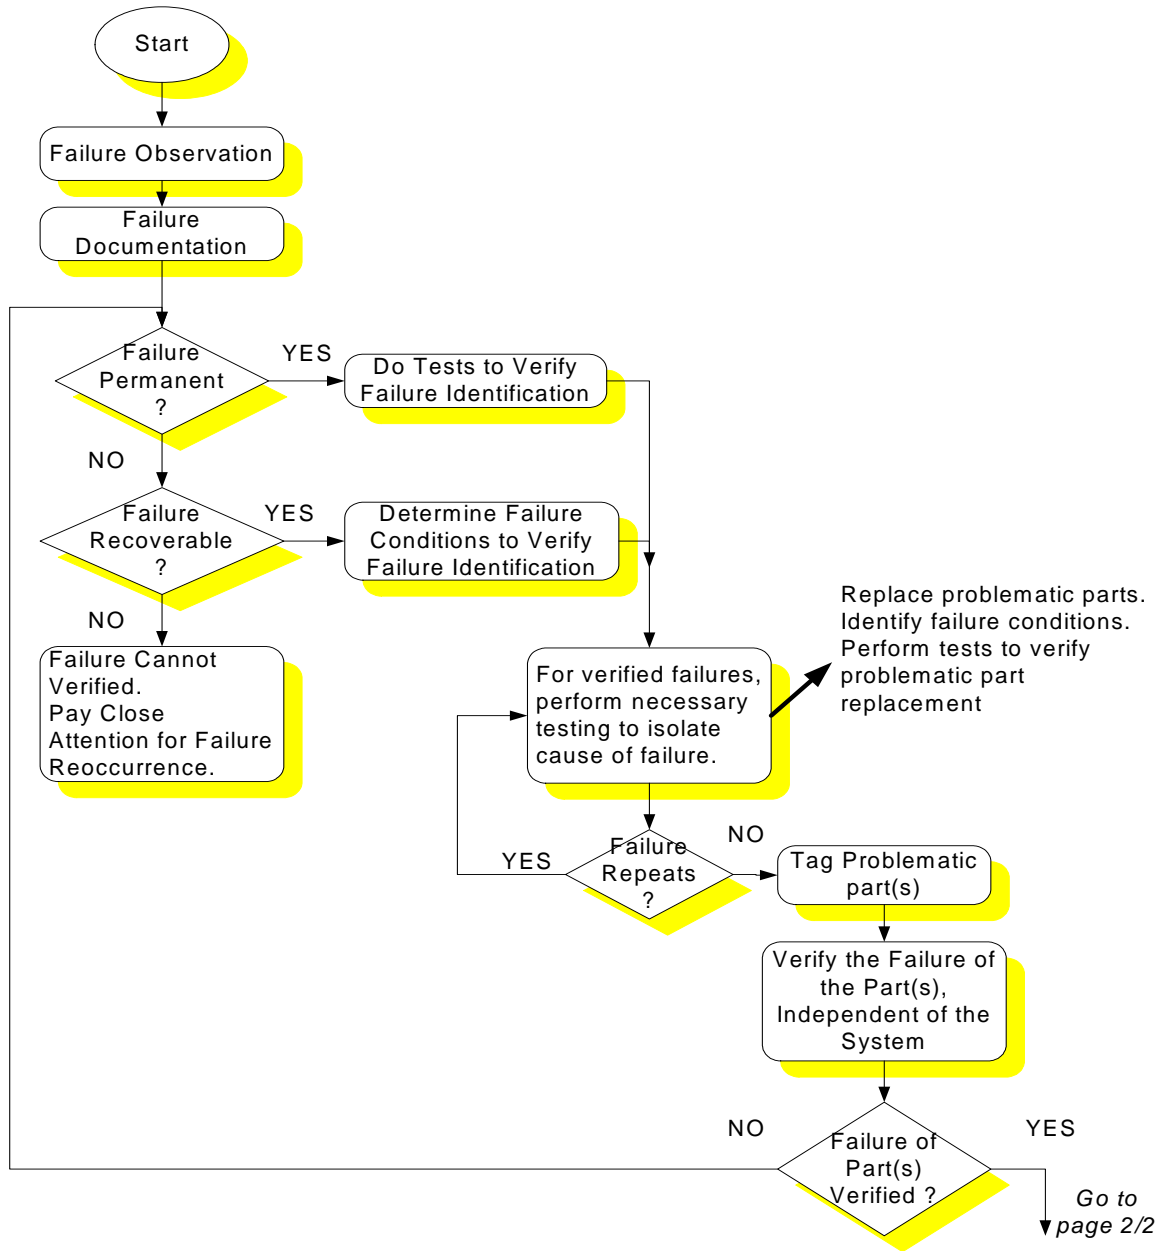 Start
Failure Observation
Failure
Documentation
Failure
Permanent
?
YES
Do Tests to Verify
Failure Identification
NO
Failure
Recoverable
?
YES
Determine Failure
Conditions to Verify
Failure Identification
NO
Failure Cannot
Verified.
Pay Close
Attention for Failure
Reoccurrence.
For verified failures,
perform necessary
testing to isolate
cause of failure.
Replace problematic parts.
Identify failure conditions.
Perform tests to verify
problematic part
replacement
Failure
Repeats
?
YES
NO
Tag Problematic
part(s)
Verify the Failure of
the Part(s),
Independent of the
System
Failure of
Part(s)
Verified ?
NO
YES
Go to
page 2/2